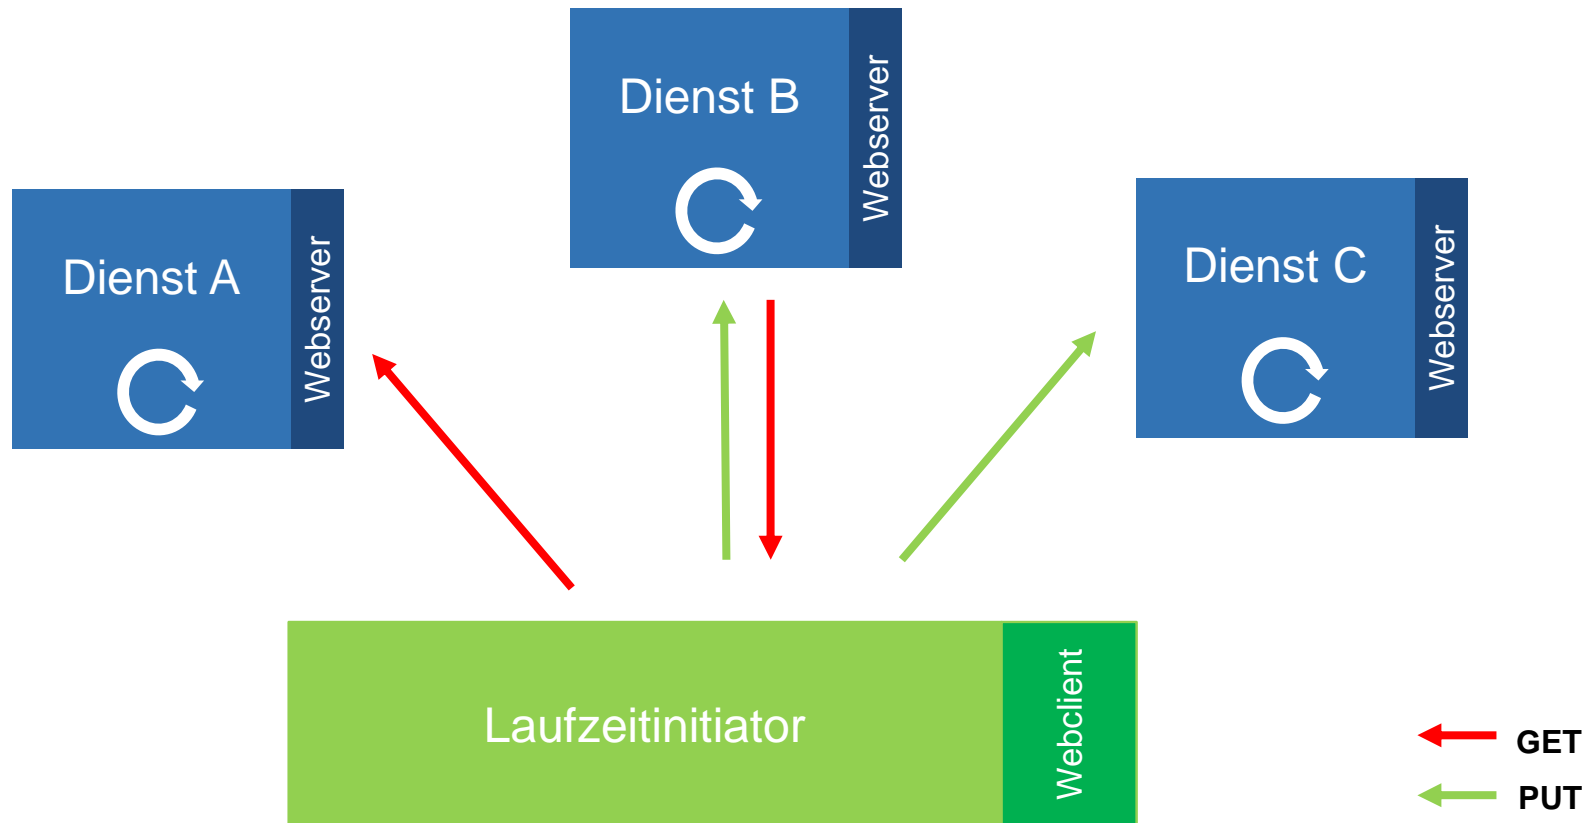 Dienst B
Webserver
Dienst A
Webserver
Dienst C
Webserver
Laufzeitinitiator
Webclient
GET
PUT